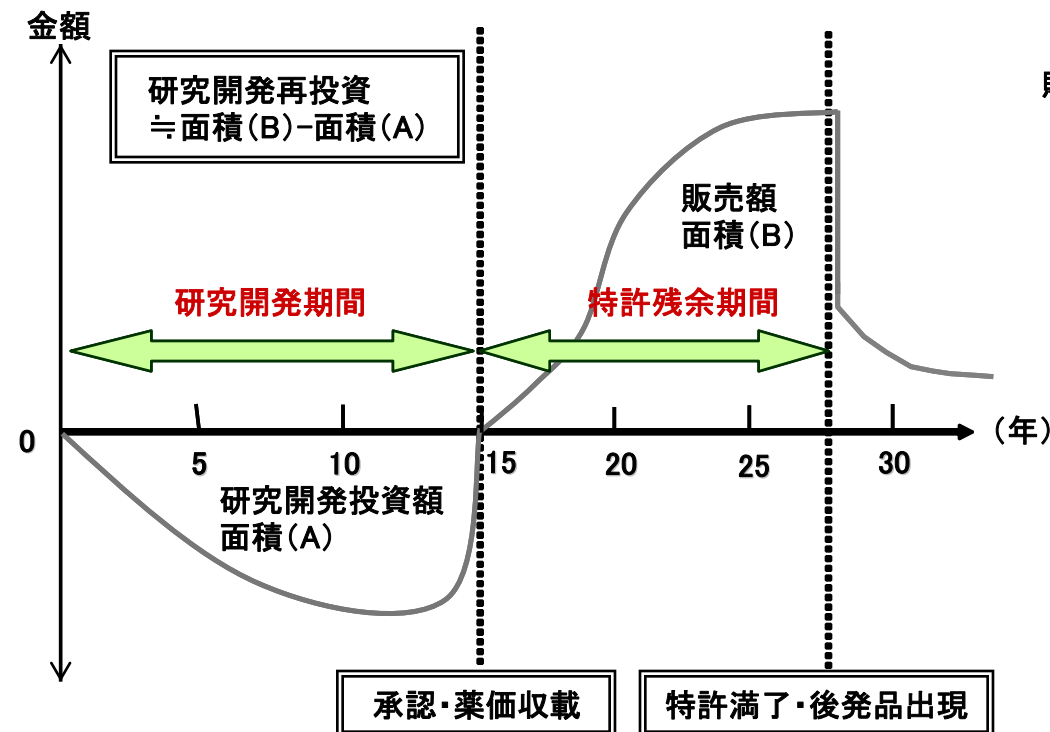 金額
研究開発再投資
≒面積(B)-面積(A)
販売額
面積(B)
研究開発期間
特許残余期間
0
5
10
15
20
25
30
(年)
研究開発投資額
面積(A)
承認・薬価収載
特許満了・後発品出現